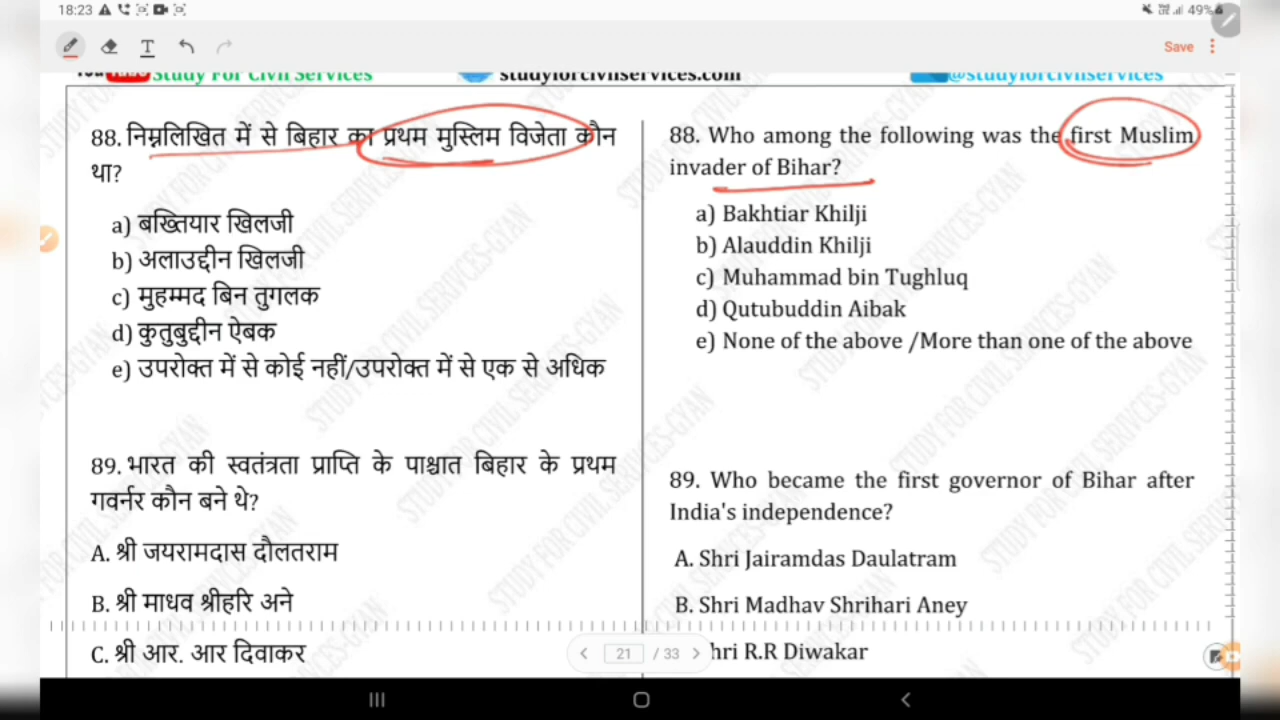 18:23
49%
T
Save
Study For Civil Services
studyforcivilservices.com
@studyforcivilservices
88. निम्नलिखित में से बिहार का प्रथम मुस्लिम विजेता कौन
था?
a) बख्तियार खिलजी
b) अलाउद्दीन खिलजी
c) मुहम्मद बिन तुगलक
d) कुतुबुद्दीन ऐबक
e) उपरोक्त में से कोई नहीं/उपरोक्त में से एक से अधिक
89. भारत की स्वतंत्रता प्राप्ति के पाश्चात बिहार के प्रथम
गवर्नर कौन बने थे?
A. श्री जयरामदास दौलतराम
B. श्री माधव श्रीहरि अने
C. श्री आर. आर दिवाकर
88. Who among the following was the first Muslim
invader of Bihar?
a) Bakhtiar Khilji
b) Alauddin Khilji
c) Muhammad bin Tughluq
d) Qutubuddin Aibak
e) None of the above /More than one of the above
89. Who became the first governor of Bihar after
India's independence?
A. Shri Jairamdas Daulatram
B. Shri Madhav Shrihari Aney
hri R.R Diwakar
21 / 33